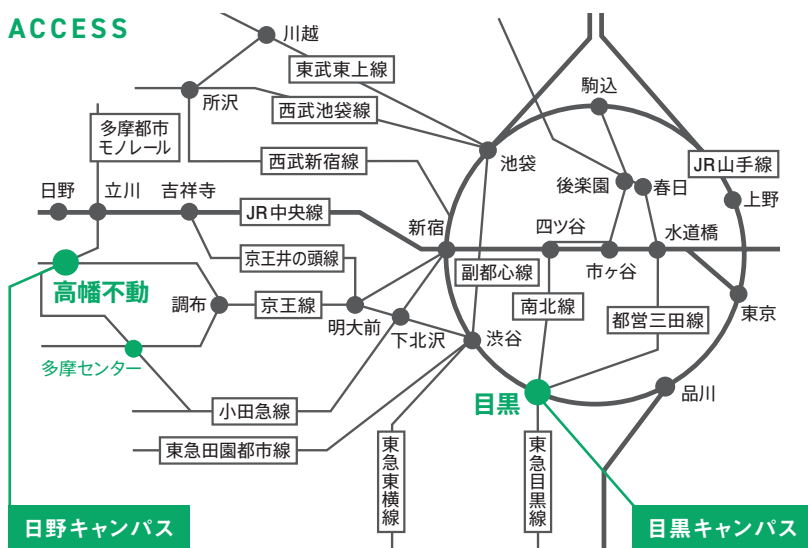 ACCESS
川越
東武東上線
駒込
所沢
西武池袋線
多摩都市
モノレール
西武新宿線
池袋
JR山手線
後楽園
春日
上野
日野
立川
吉祥寺
JR中央線
新宿
四ツ谷
水道橋
京王井の頭線
副都心線
市ヶ谷
高幡不動
調布
京王線
明大前
南北線
都営三田線
東京
下北沢
渋谷
多摩センター
目黒
品川
小田急線
東急田園都市線
東急東横線
東急目黒線
日野キャンパス
目黒キャンパス